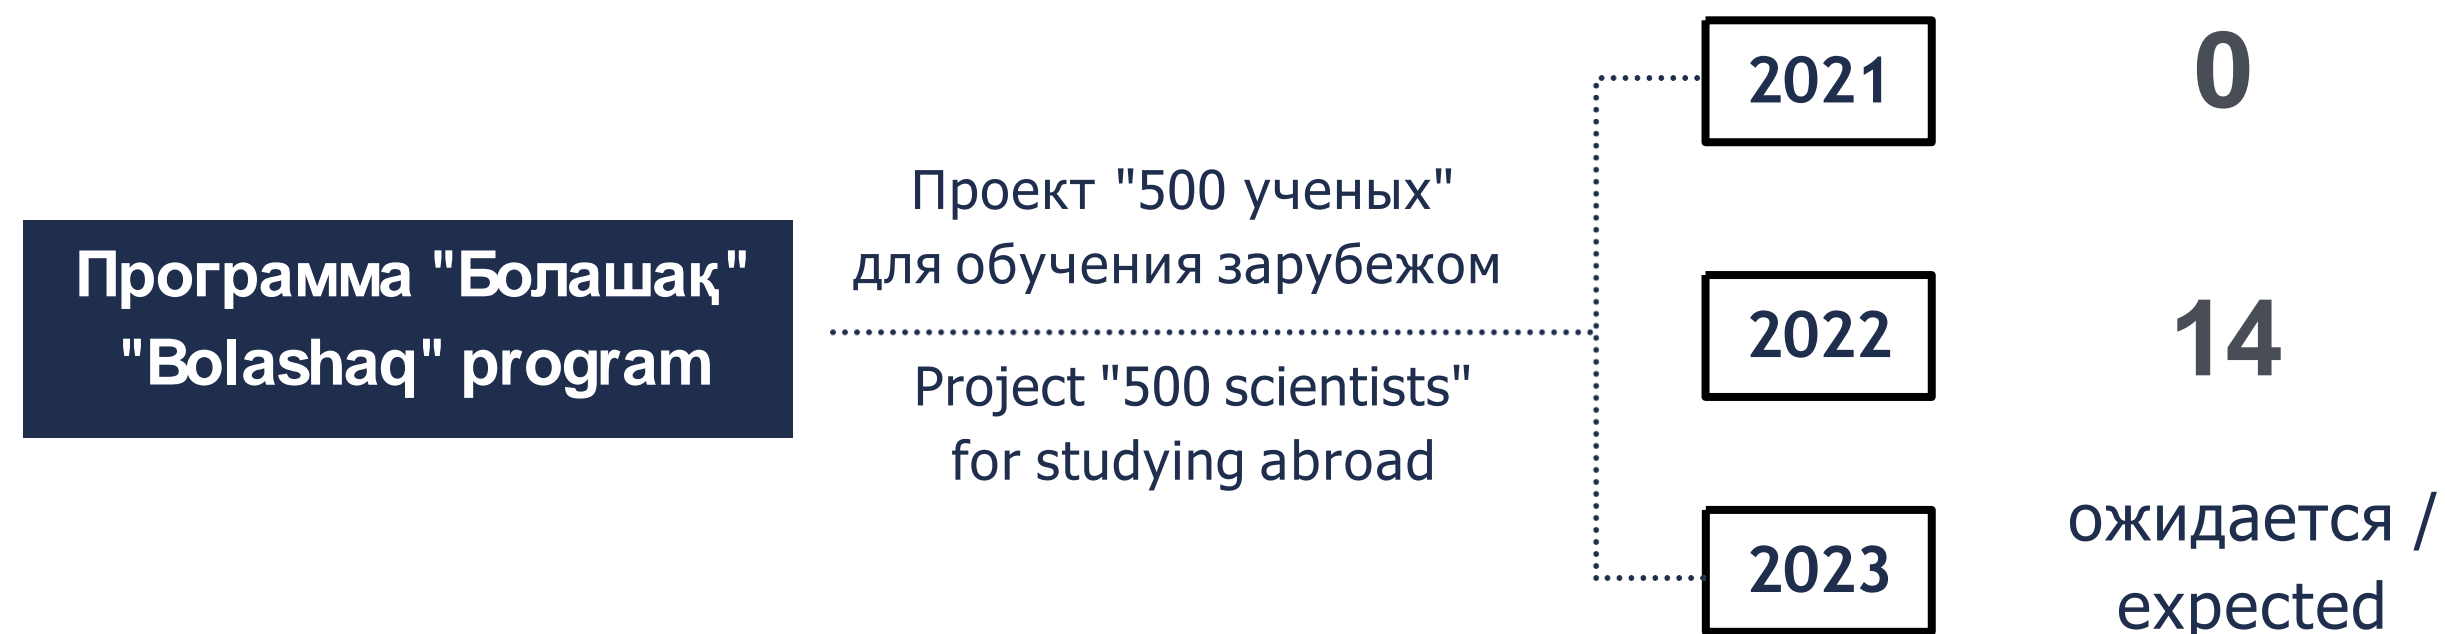 Программа "Болашақ"
"Bolashaq" program
Проект "500 ученых"
для обучения зарубежом
Project "500 scientists"
for studying abroad
2021
0
2022
14
2023
ожидается /
expected